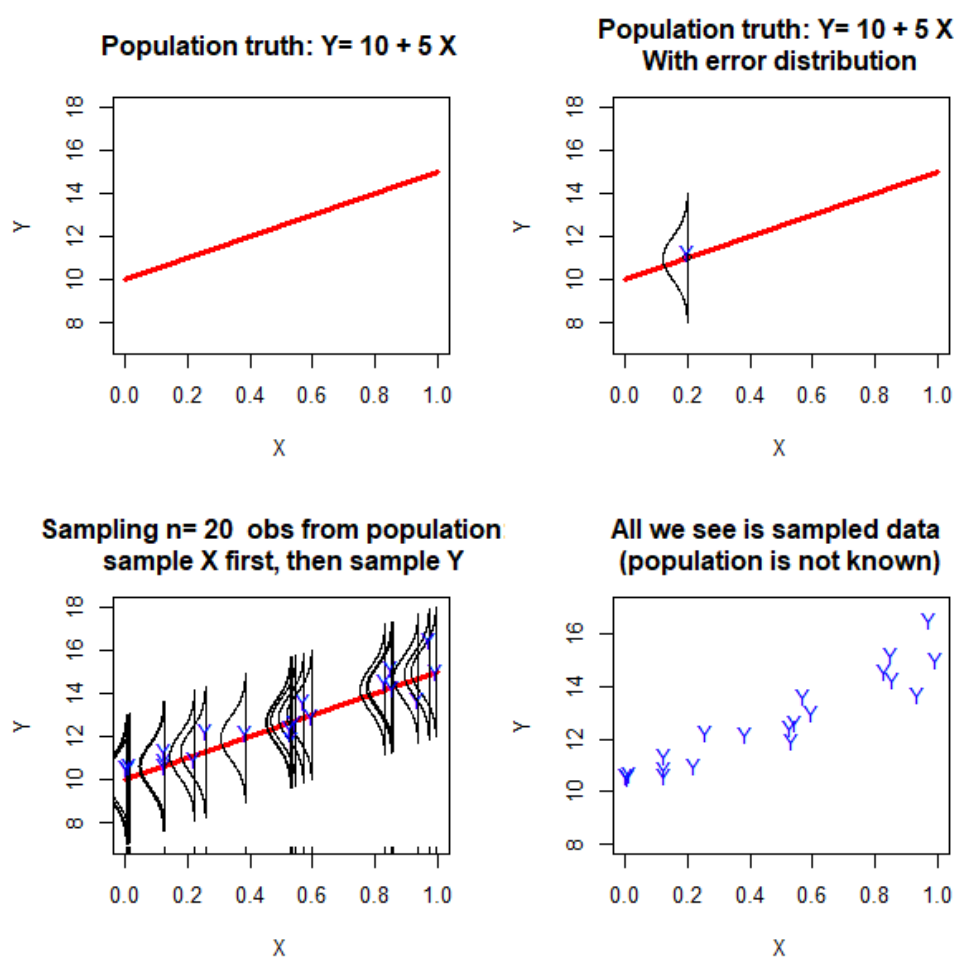 Population truth: Y= 10 + 5 X
Y
18
16
14
12
10
8
0.0 0.2 0.4 0.6 0.8 1.0
X
Population truth: Y= 10 + 5 X
With error distribution
Y
18
16
14
12
10
8
Y
0.0 0.2 0.4 0.6 0.8 1.0
X
Sampling n= 20 obs from population:
sample X first, then sample Y
Y
18
16
14
12
10
8
0.0 0.2 0.4 0.6 0.8 1.0
X
All we see is sampled data
(population is not known)
Y
16
14
12
10
8
0.0 0.2 0.4 0.6 0.8 1.0
X